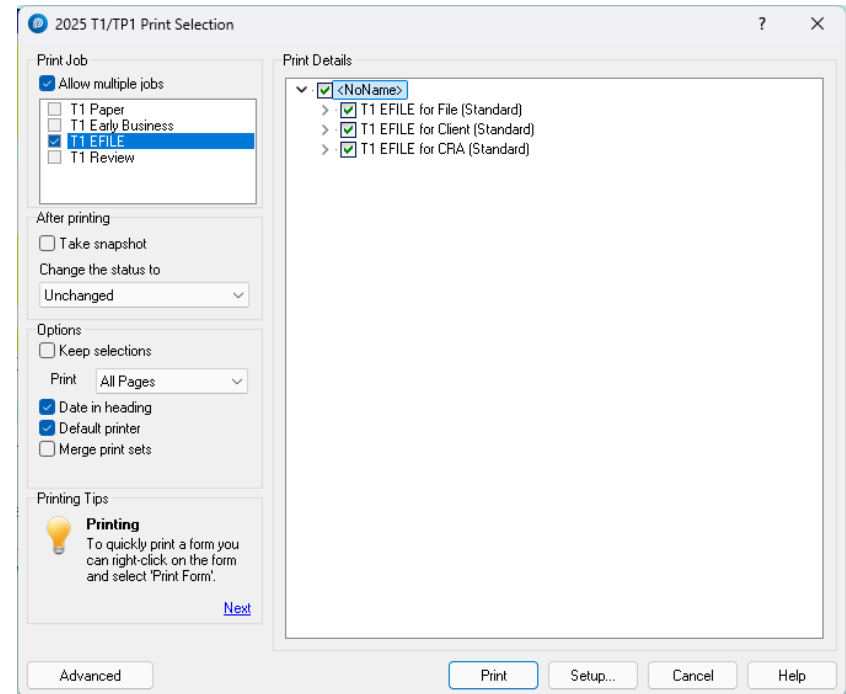 2025 T1/TP1 Print Selection
Print Job
Allow multiple jobs
T1 Paper
T1 Early Business
T1 EFILE
T1 Review
After printing
Take snapshot
Change the status to
Unchanged
Options
Keep selections
Print All Pages
Date in heading
Default printer
Merge print sets
Printing Tips
Printing
To quickly print a form you
can right-click on the form
and select 'Print Form'.
Next
Print Details
<NoName>
T1 EFILE for File (Standard)
T1 EFILE for Client (Standard)
T1 EFILE for CRA (Standard)
Advanced
Print
Setup...
Cancel
Help